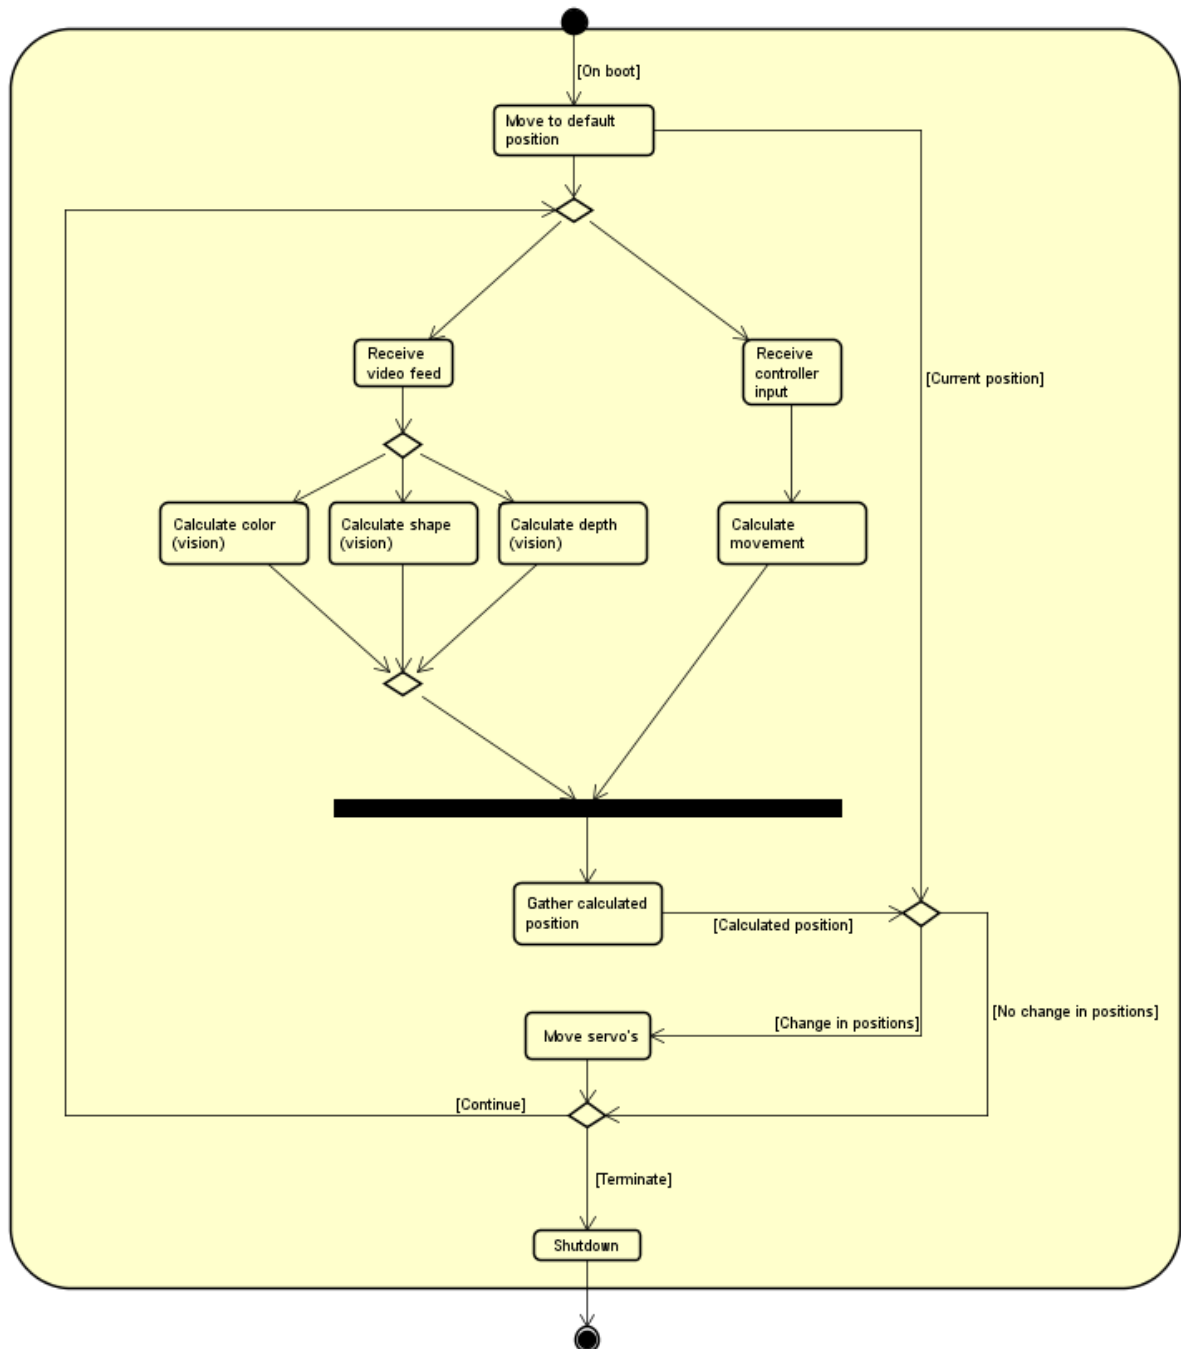 [On boot]
Move to default
position
Receive
video feed
Receive
controller
input
[Current position]
Calculate color
(vision)
Calculate shape
(vision)
Calculate depth
(vision)
Calculate
movement
Gather calculated
position
[Calculated position]
[No change in positions]
[Change in positions]
Move servo's
[Continue]
[Terminate]
Shutdown